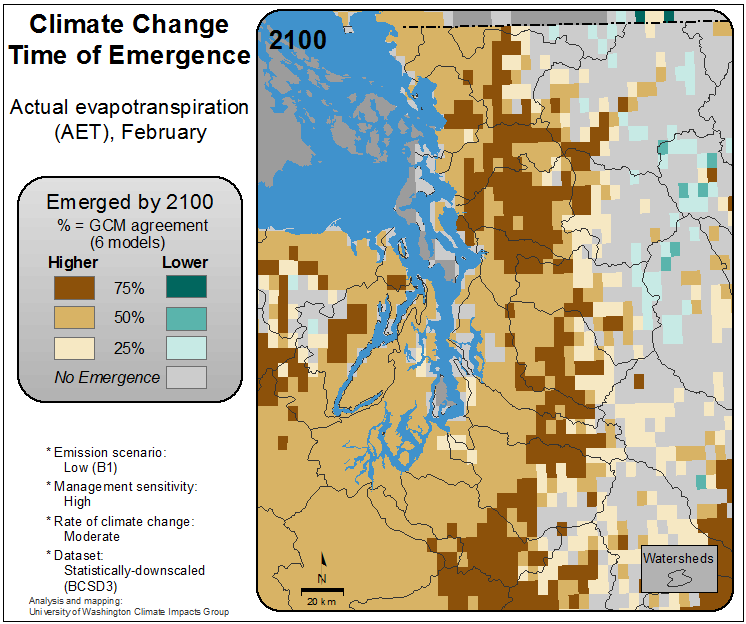 Climate Change
Time of Emergence
Actual evapotranspiration
(AET), February
Emerged by 2100
% = GCM agreement
(6 models)
Higher Lower
75%
50%
25%
No Emergence
* Emission scenario:
Low (B1)
* Management sensitivity:
High
* Rate of climate change:
Moderate
* Dataset:
Statistically-downscaled
(BCSD3)
Analysis and mapping:
University of Washington Climate Impacts Group
2100
N
20 km
Watersheds